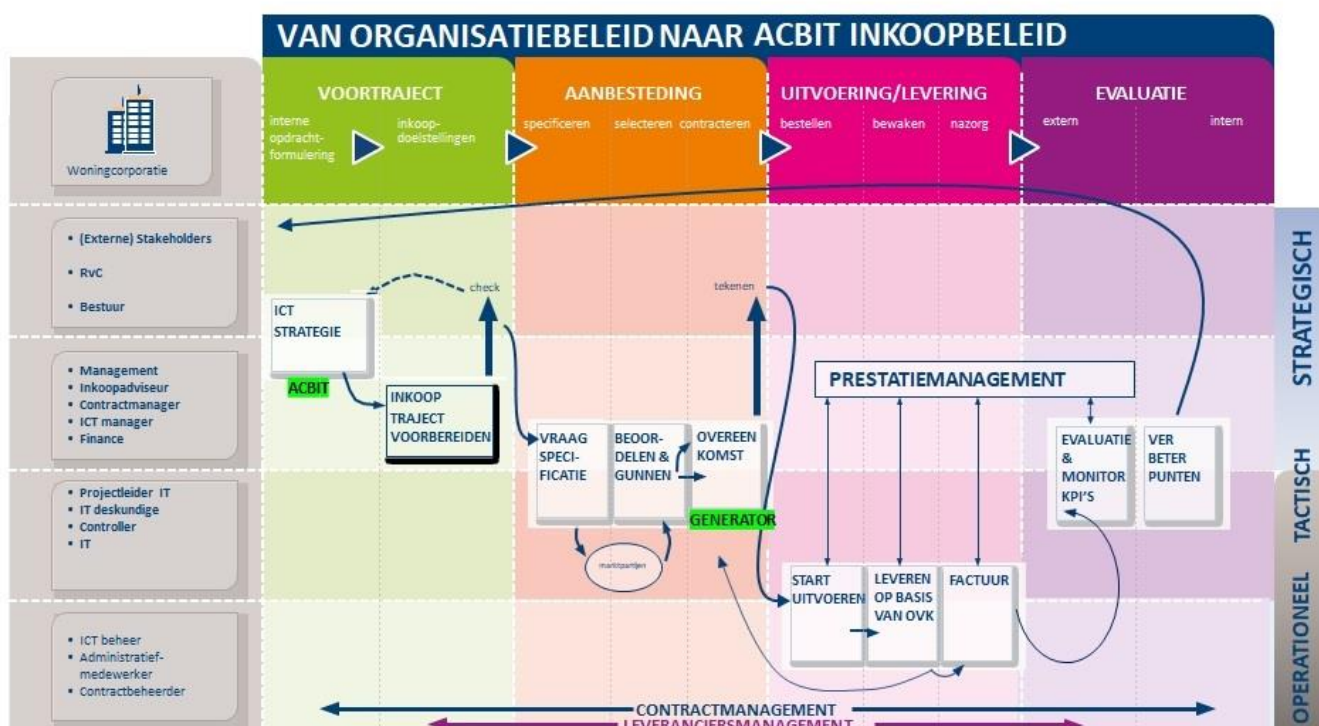 VAN ORGANISATIEBELEID NAAR ACBIT INKOOPBELEID
Woningcorporatie
VOORTRAJECT
interne
opdracht-
formulering
inkoop-
doelstellingen
AANBESTEDING
specificeren
selecteren
contracteren
UITVOERING/LEVERING
bestellen
bewaken
nazorg
EVALUATIE
extern
intern
• (Externe) Stakeholders
• RvC
• Bestuur
check
tekenen
ICT
STRATEGIE
ACBIT
STRATEGISCH
• Management
• Inkoopadviseur
• Contractmanager
• ICT manager
• Finance
INKOOP
TRAJECT
VOORBEREIDEN
PRESTATIEMANAGEMENT
VRAAG
SPECI-
FICATIE
BEOOR-
DELEN &
GUNNEN
OVEREEN
KOMST
GENERATOR
EVALUATIE
&
MONITOR
KPI'S
VER
BETER
PUNTEN
TACTISCH
• Projectleider IT
• IT deskundige
• Controller
• IT
marktpartijen
START
UITVOEREN
LEVEREN
OP BASIS
VAN OVK
FACTUUR
OPERATIONEEL
• ICT beheer
• Administratief-
medewerker
• Contractbeheerder
CONTRACTMANAGEMENT
LEVERANCIERSMANAGEMENT